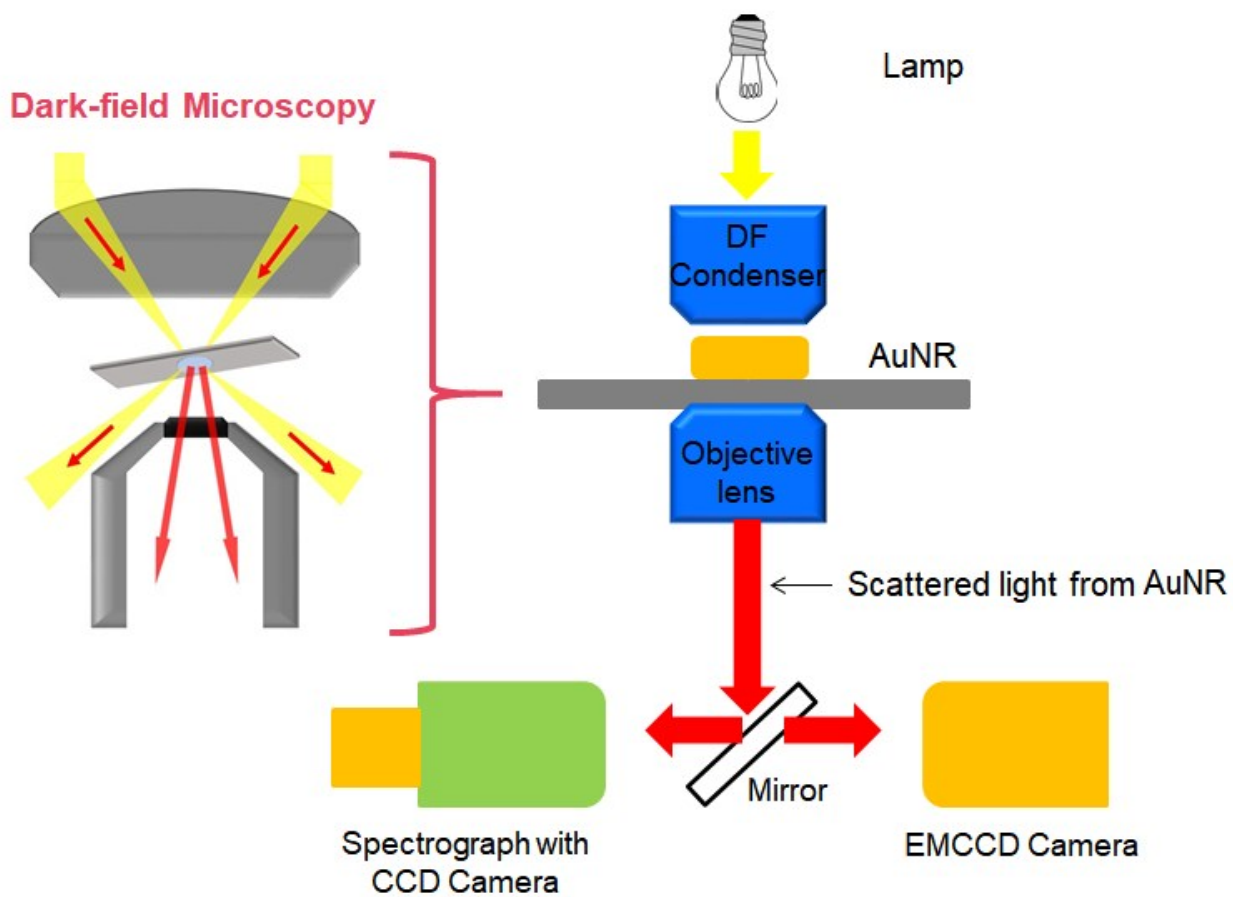 Lamp
Dark-field Microscopy
DF
Condenser
AuNR
Objective
lens
Scattered light from AuNR
Mirror
Spectrograph with
CCD Camera
EMCCD Camera